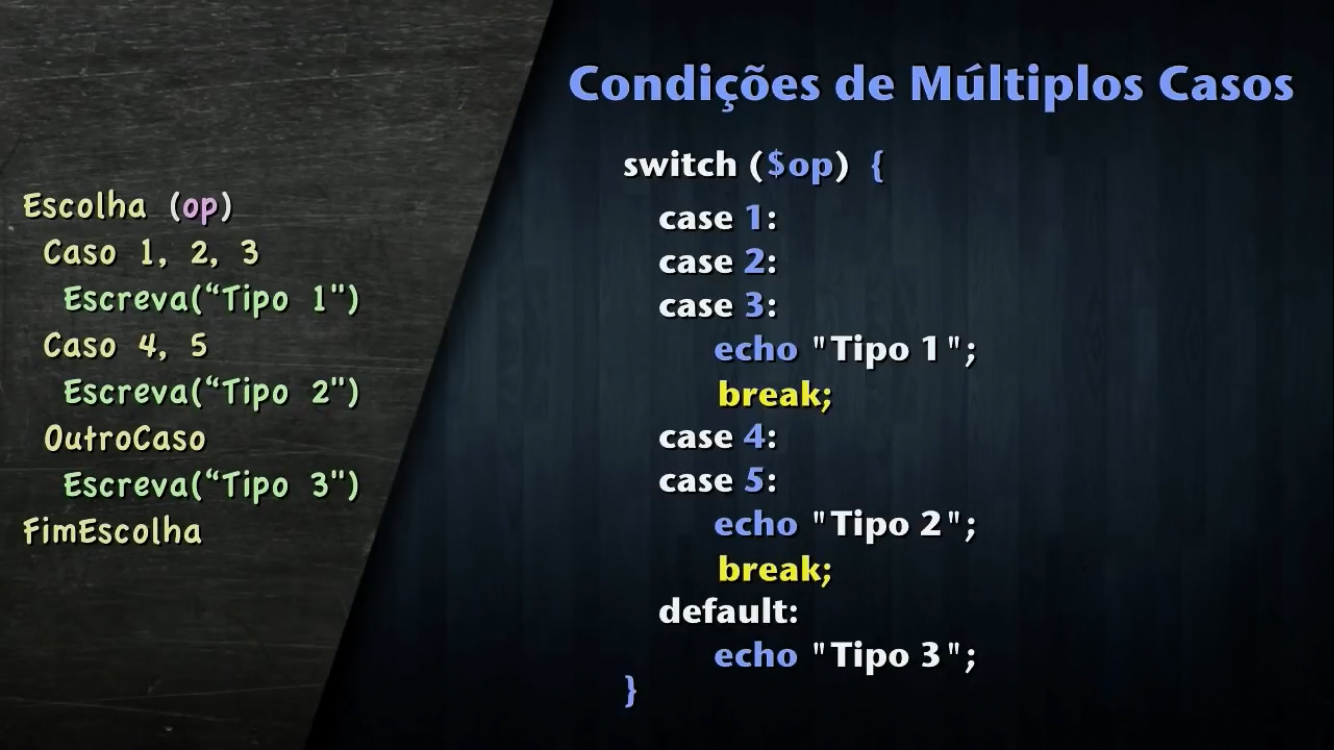 Condições de Múltiplos Casos
Escolha (op)
Caso 1, 2, 3
Escreva(“Tipo 1")
Caso 4, 5
Escreva(“Tipo 2")
OutroCaso
Escreva(“Tipo 3")
FimEscolha
switch ($op) {
case 1:
case 2:
case 3:
echo "Tipo 1";
break;
case 4:
case 5:
echo "Tipo 2";
break;
default:
echo "Tipo 3";
}